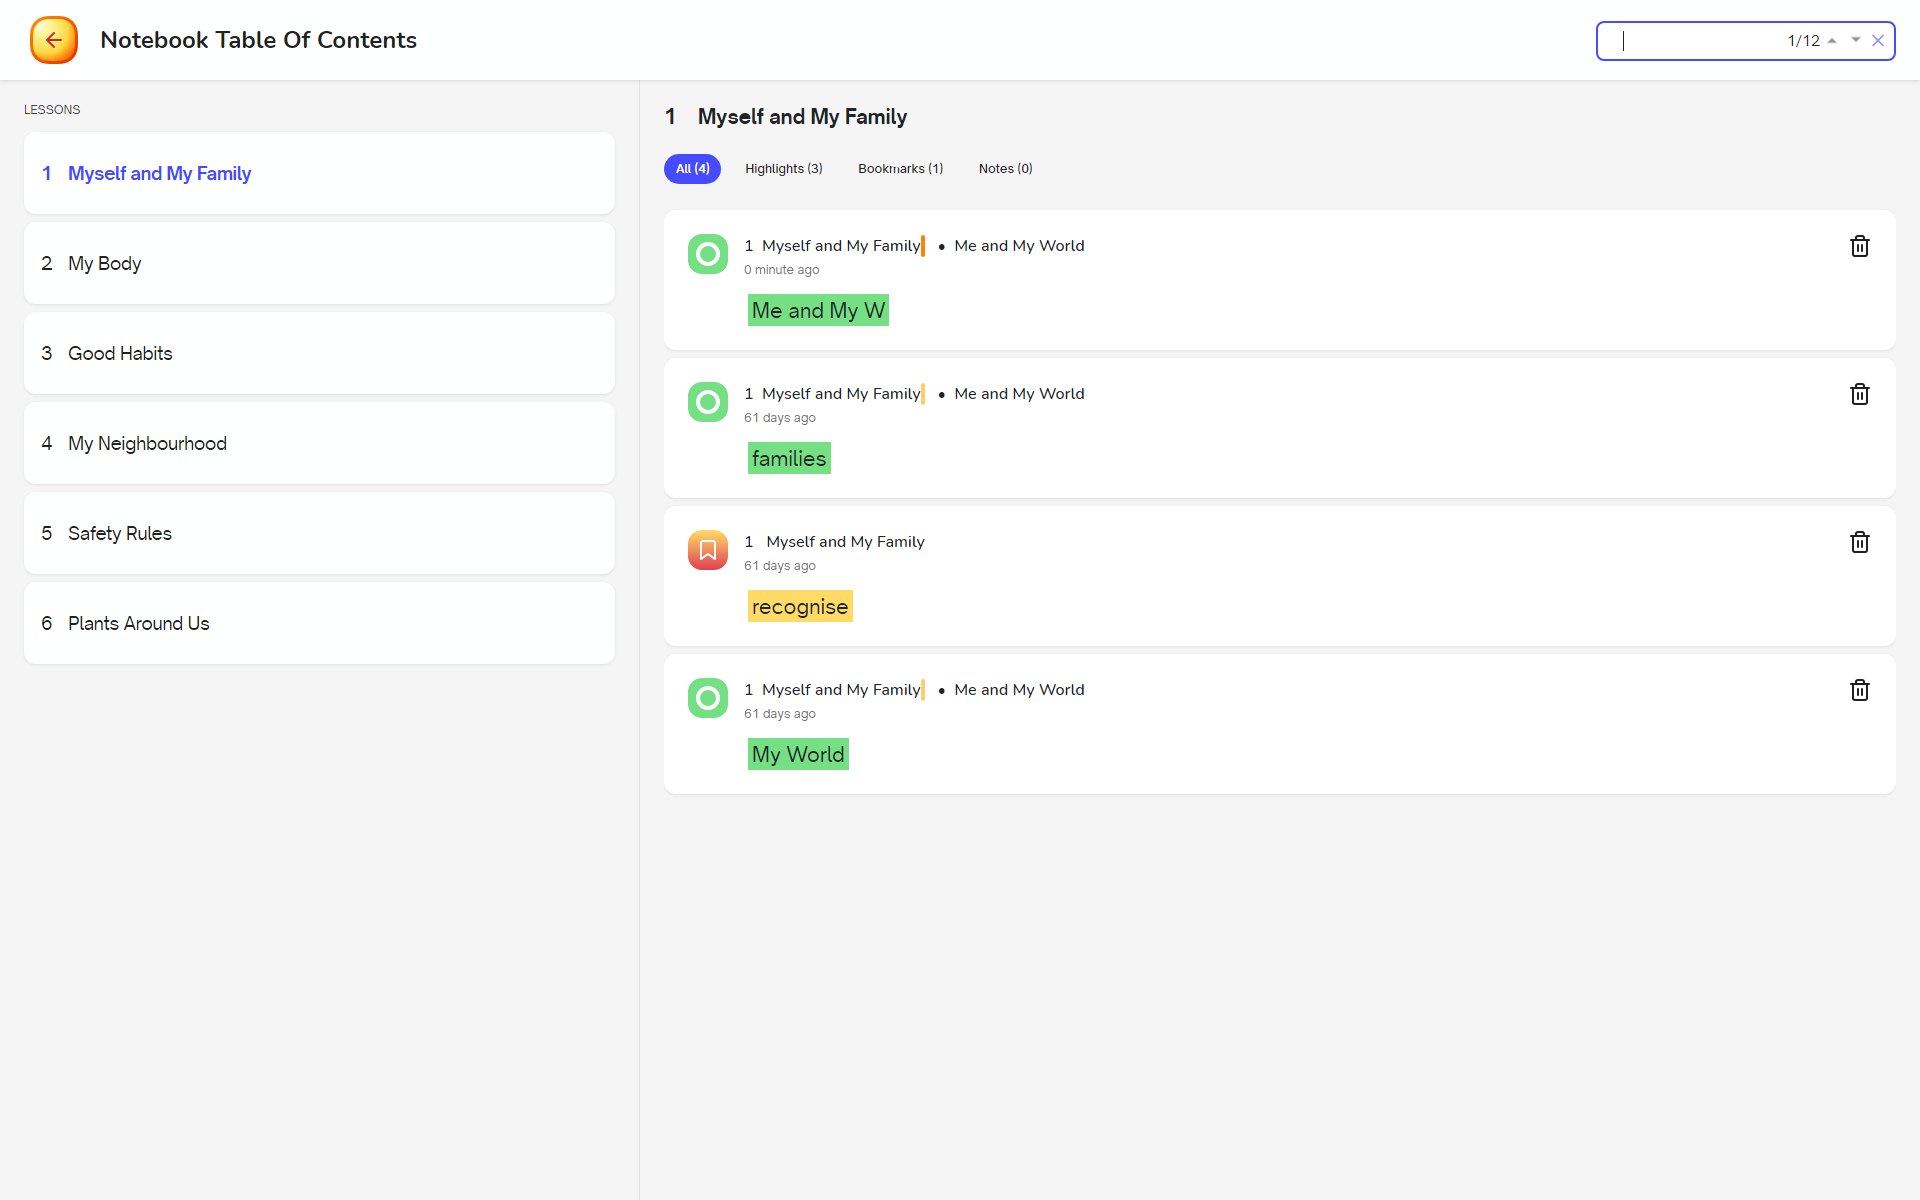 Notebook Table Of Contents
1/12
LESSONS
1 Myself and My Family
2 My Body
3 Good Habits
4 My Neighbourhood
5 Safety Rules
6 Plants Around Us
1 Myself and My Family
All (4) Highlights (3) Bookmarks (1) Notes (0)
1 Myself and My Family • Me and My World
0 minute ago
Me and My W
1 Myself and My Family • Me and My World
61 days ago
families
1 Myself and My Family
61 days ago
recognise
1 Myself and My Family • Me and My World
61 days ago
My World